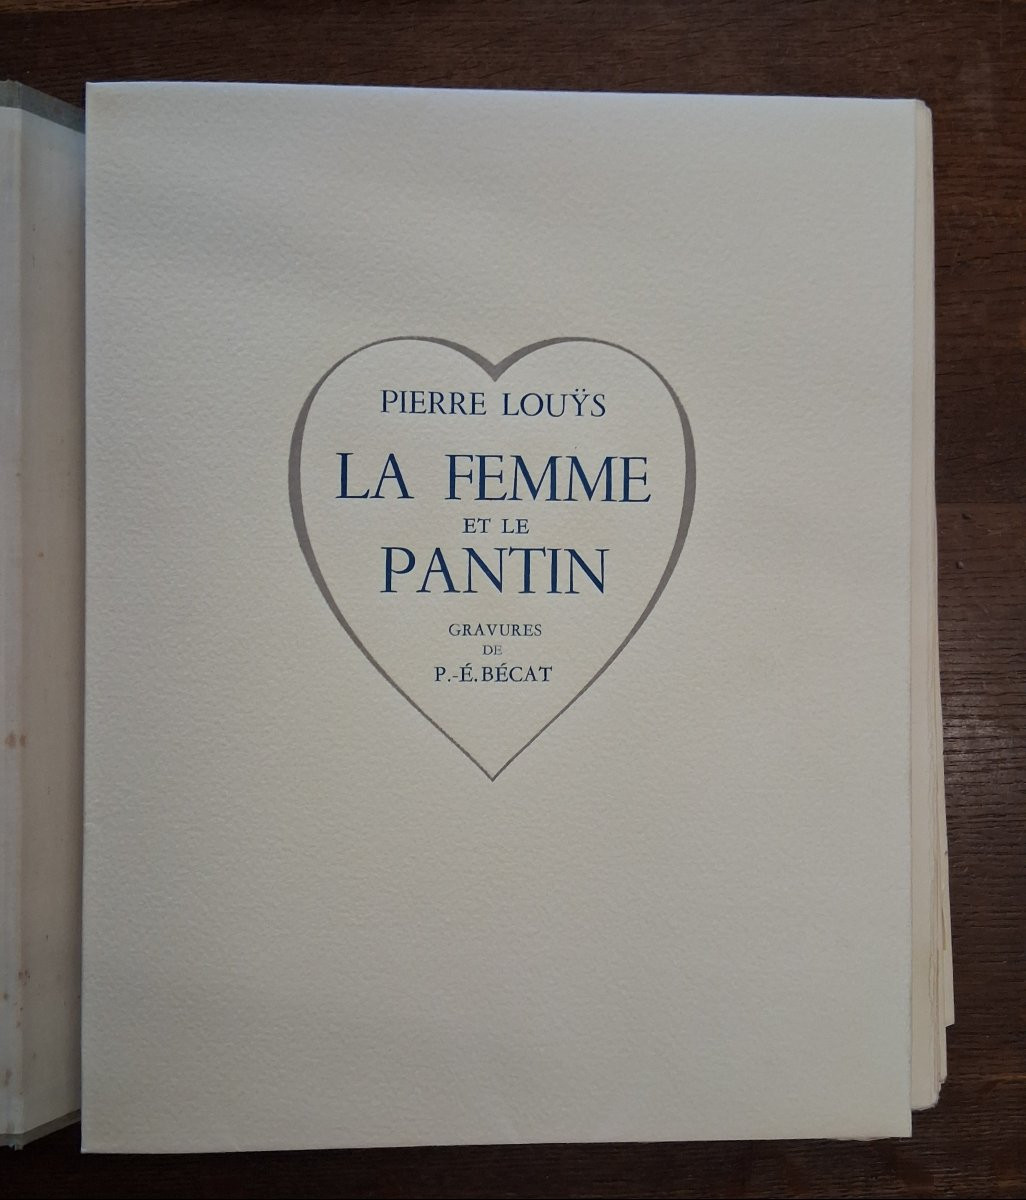 PIERRE LOUŸS
LA FEMME
ET LE
PANTIN
GRAVURES
DE
P.-É. BÉCAT